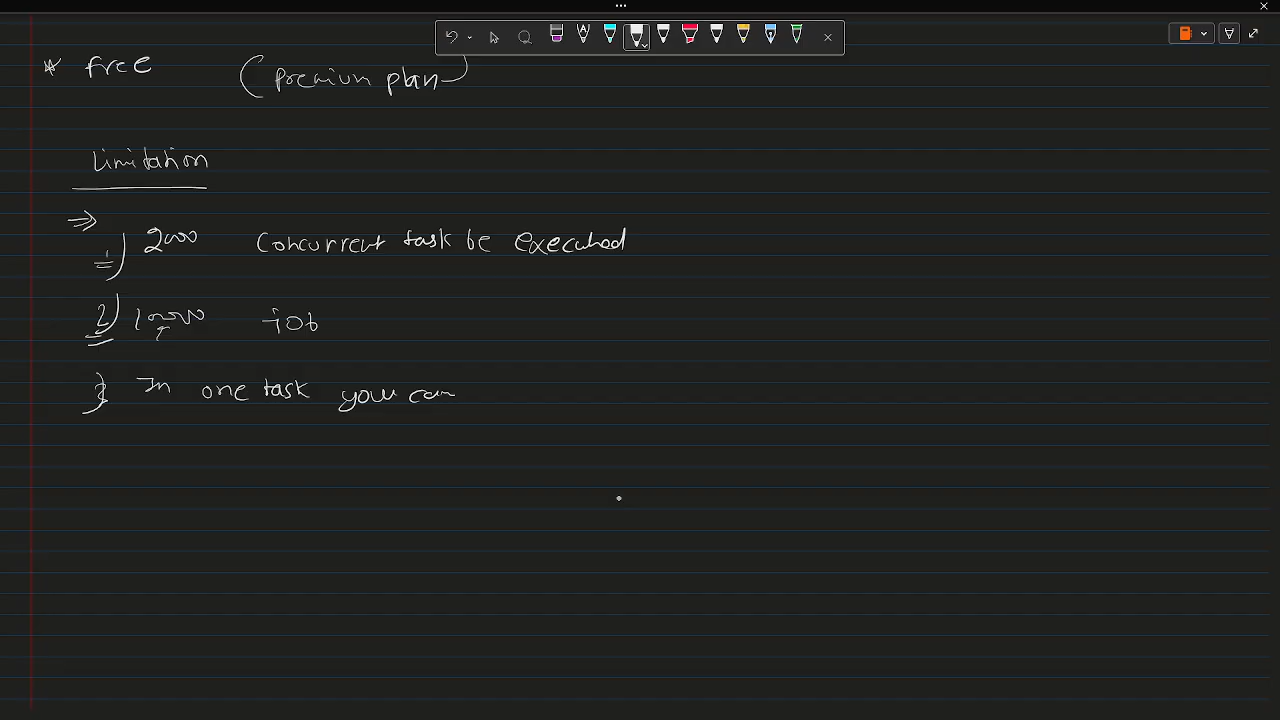 * free (premium plan)
Limitation
⇒
1) 2000 Concurrent task be executed
2) 10000 job
3) In one task you can